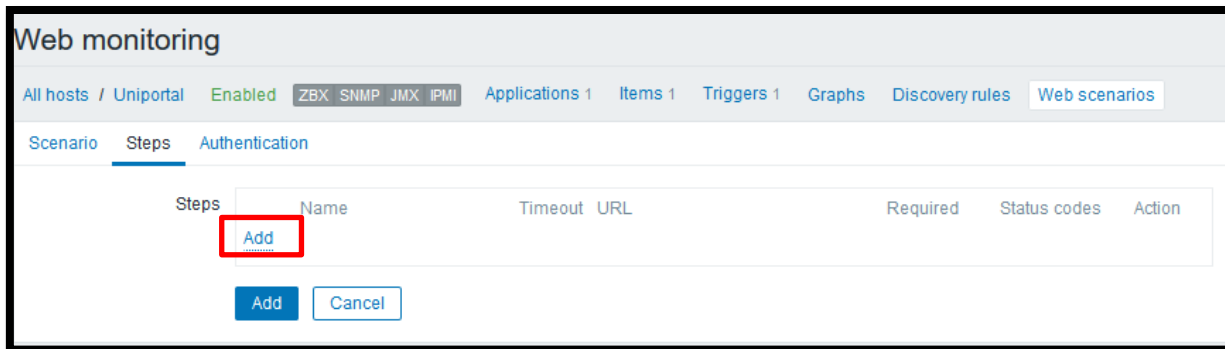 Web monitoring
All hosts / Uniportal Enabled ZBX SNMP JMX IPMI Applications 1 Items 1 Triggers 1 Graphs Discovery rules Web scenarios
Scenario Steps Authentication
Steps Name Timeout URL Required Status codes Action
Add
Add Cancel